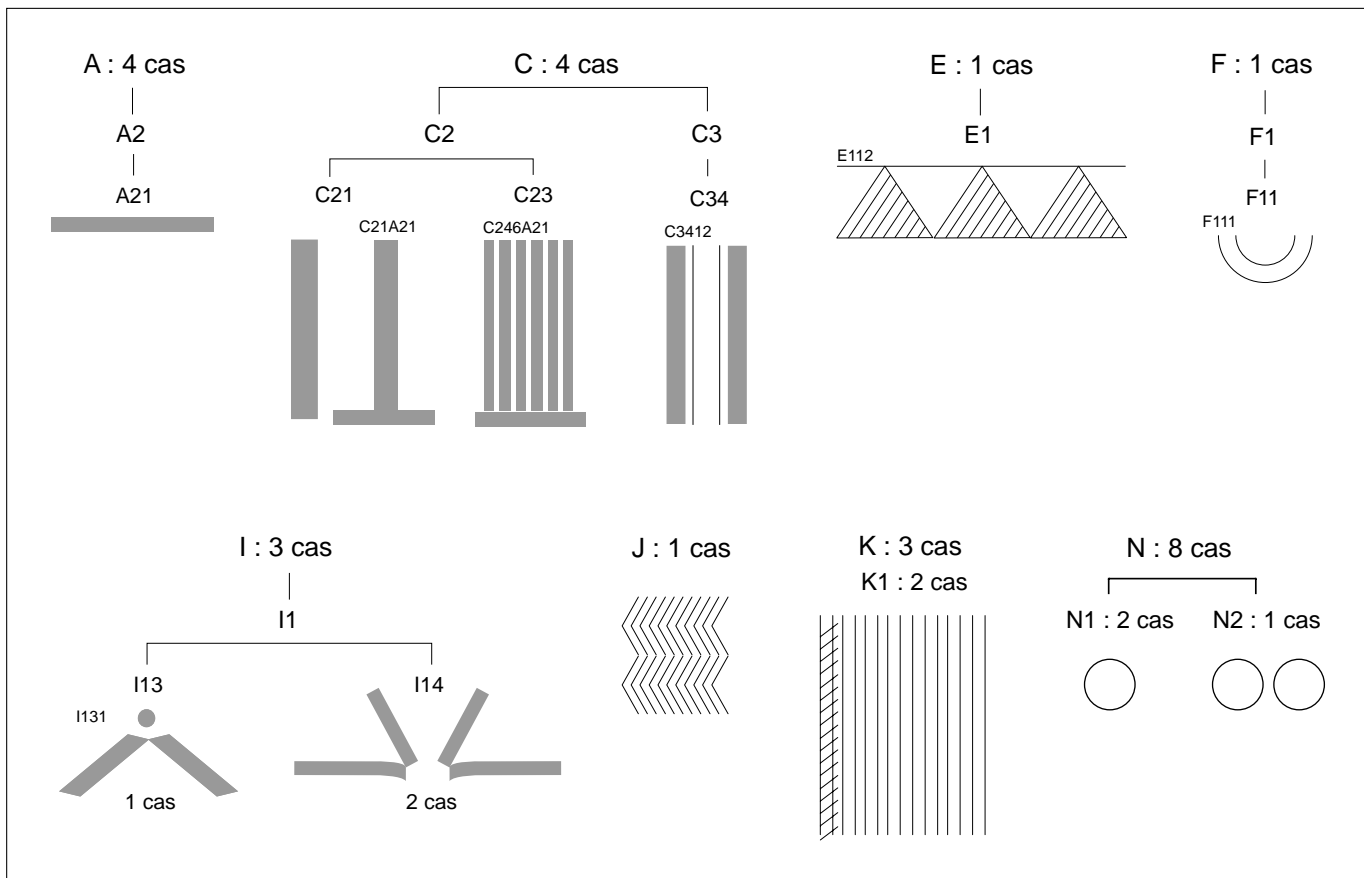 A : 4 cas
C : 4 cas
E : 1 cas
F : 1 cas
A2
C2
C3
E1
F1
E112
A21
C21
C23
C34
F11
C21A21
C246A21
C3412
F111
I : 3 cas
J : 1 cas
K : 3 cas
N : 8 cas
K1 : 2 cas
I1
N1 : 2 cas
N2 : 1 cas
I13
I14
I131
1 cas
2 cas